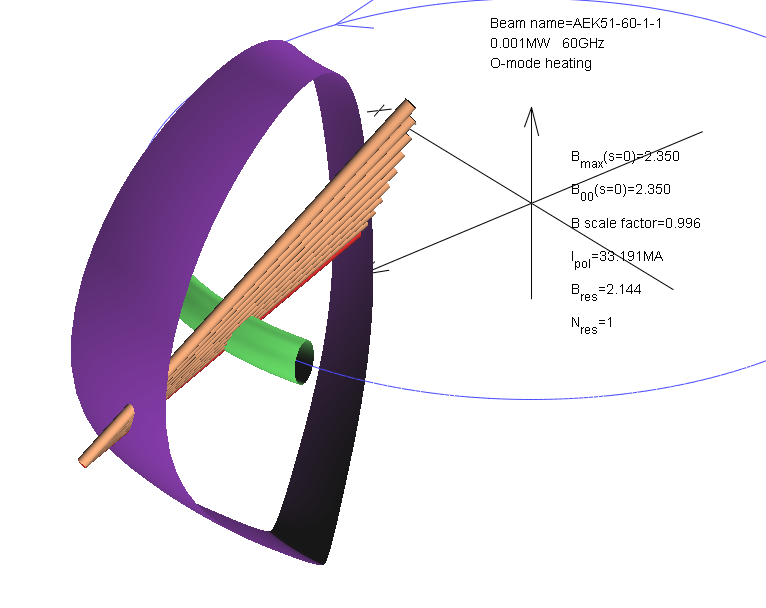 Beam name=AEK51-60-1-1
0.001MW   60GHz
O-mode heating
Bmax(s=0)=2.350
B00(s=0)=2.350
B scale factor=0.996
Ipol=33.191MA
Bres=2.144
Nres=1